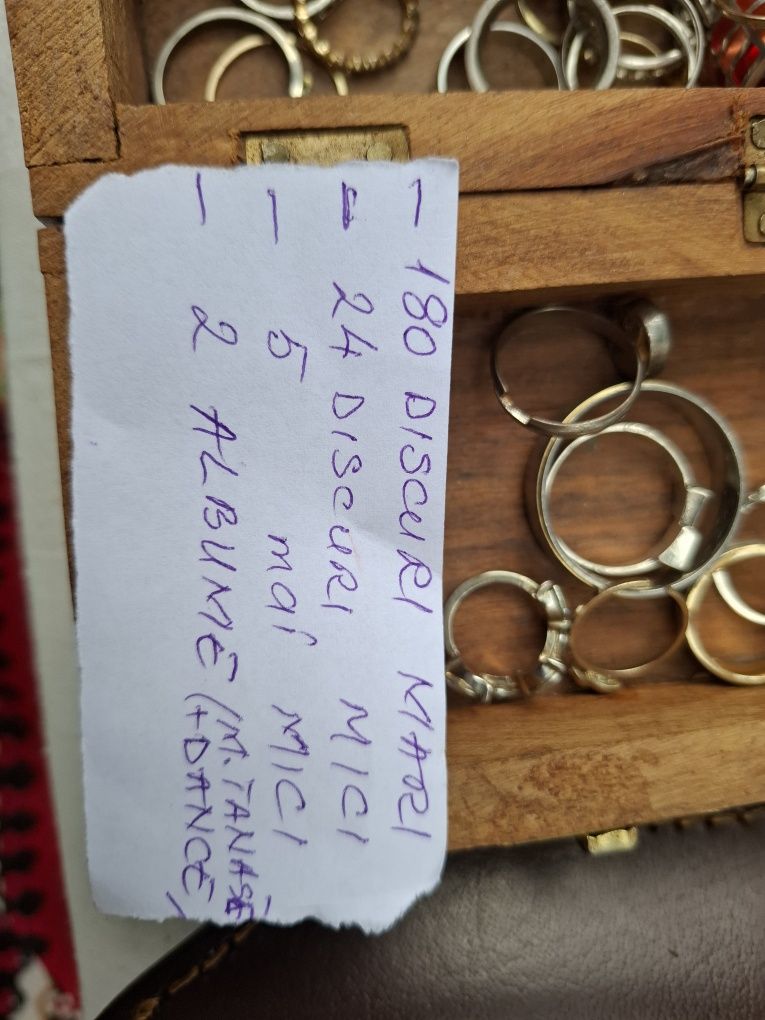 - 180 DISCURI MARI
- 24 DISCURI MICI
- 5 mai MICI
- 2 ALBUME (M. TANASE
+ DANCE)